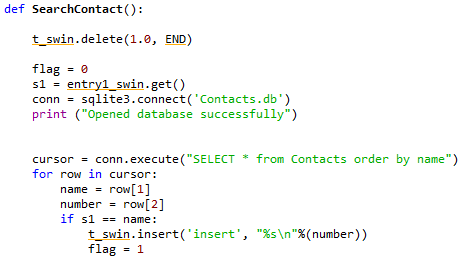 def SearchContact():
t_swin.delete(1.0, END)
flag = 0
s1 = entry1_swin.get()
conn = sqlite3.connect('Contacts.db')
print ("Opened database successfully")
cursor = conn.execute("SELECT * from Contacts order by name")
for row in cursor:
name = row[1]
number = row[2]
if s1 == name:
t_swin.insert('insert', "%s\n"%(number))
flag = 1